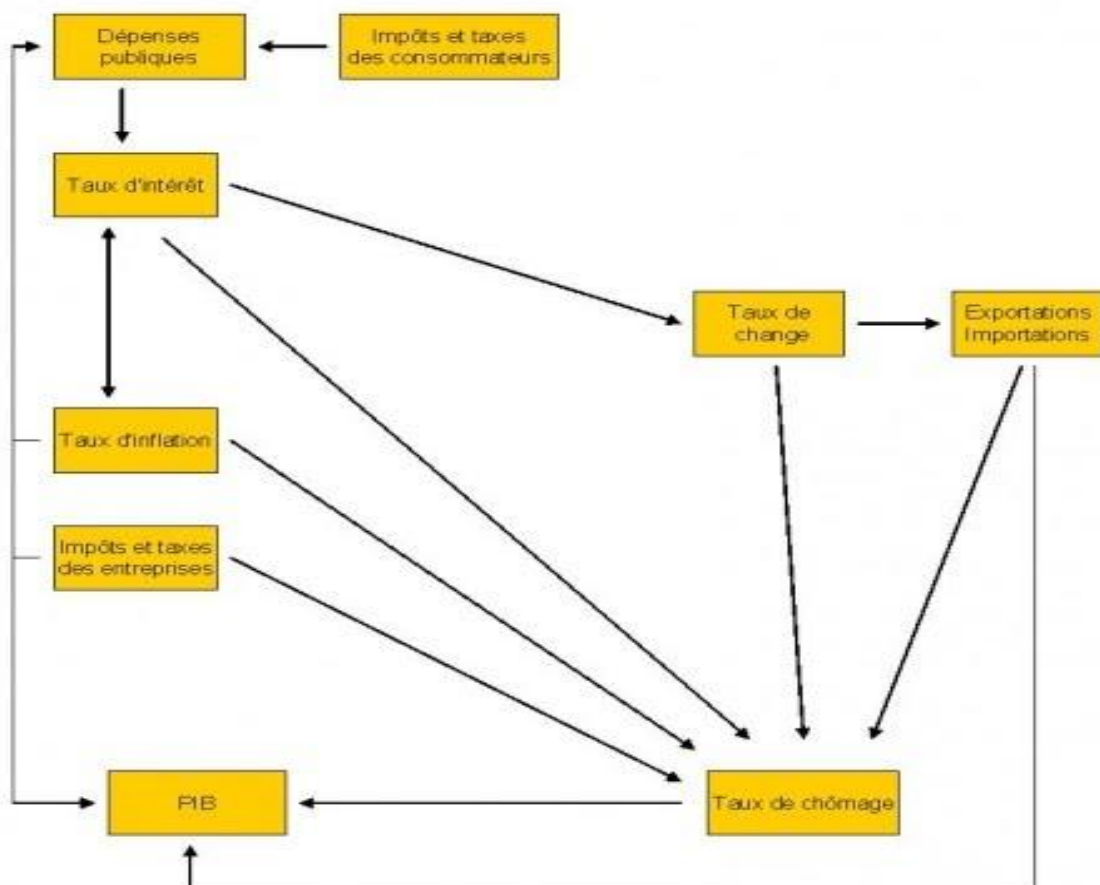 Dépenses
publiques
Impôts et taxes
des consommateurs
Taux d'intérêt
Taux de
change
Exportations
Importations
Taux d'inflation
Impôts et taxes
des entreprises
PIB
Taux de chômage